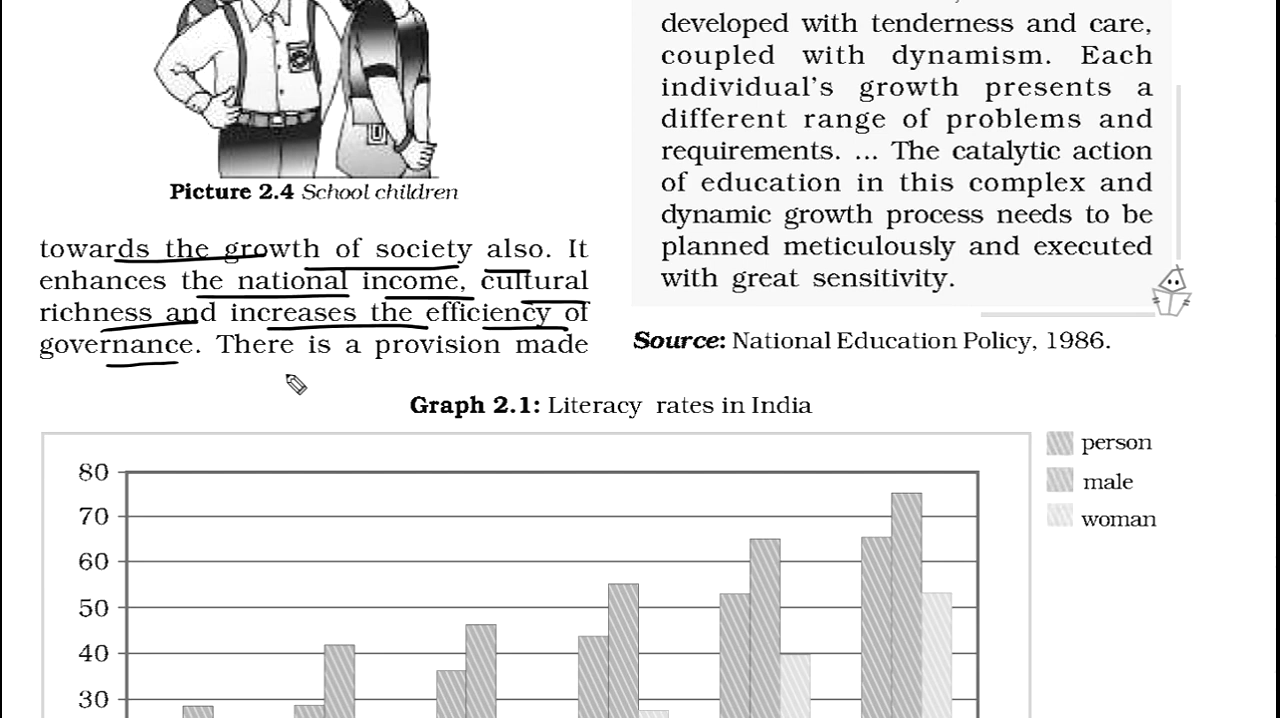 developed with tenderness and care,
coupled with dynamism. Each
individual's growth presents a
different range of problems and
requirements. ... The catalytic action
of education in this complex and
dynamic growth process needs to be
planned meticulously and executed
with great sensitivity.
Source: National Education Policy, 1986.
Picture 2.4 School children
towards the growth of society also. It
enhances the national income, cultural
richness and increases the efficiency of
governance. There is a provision made
Graph 2.1: Literacy rates in India
person
male
woman
80
70
60
50
40
30